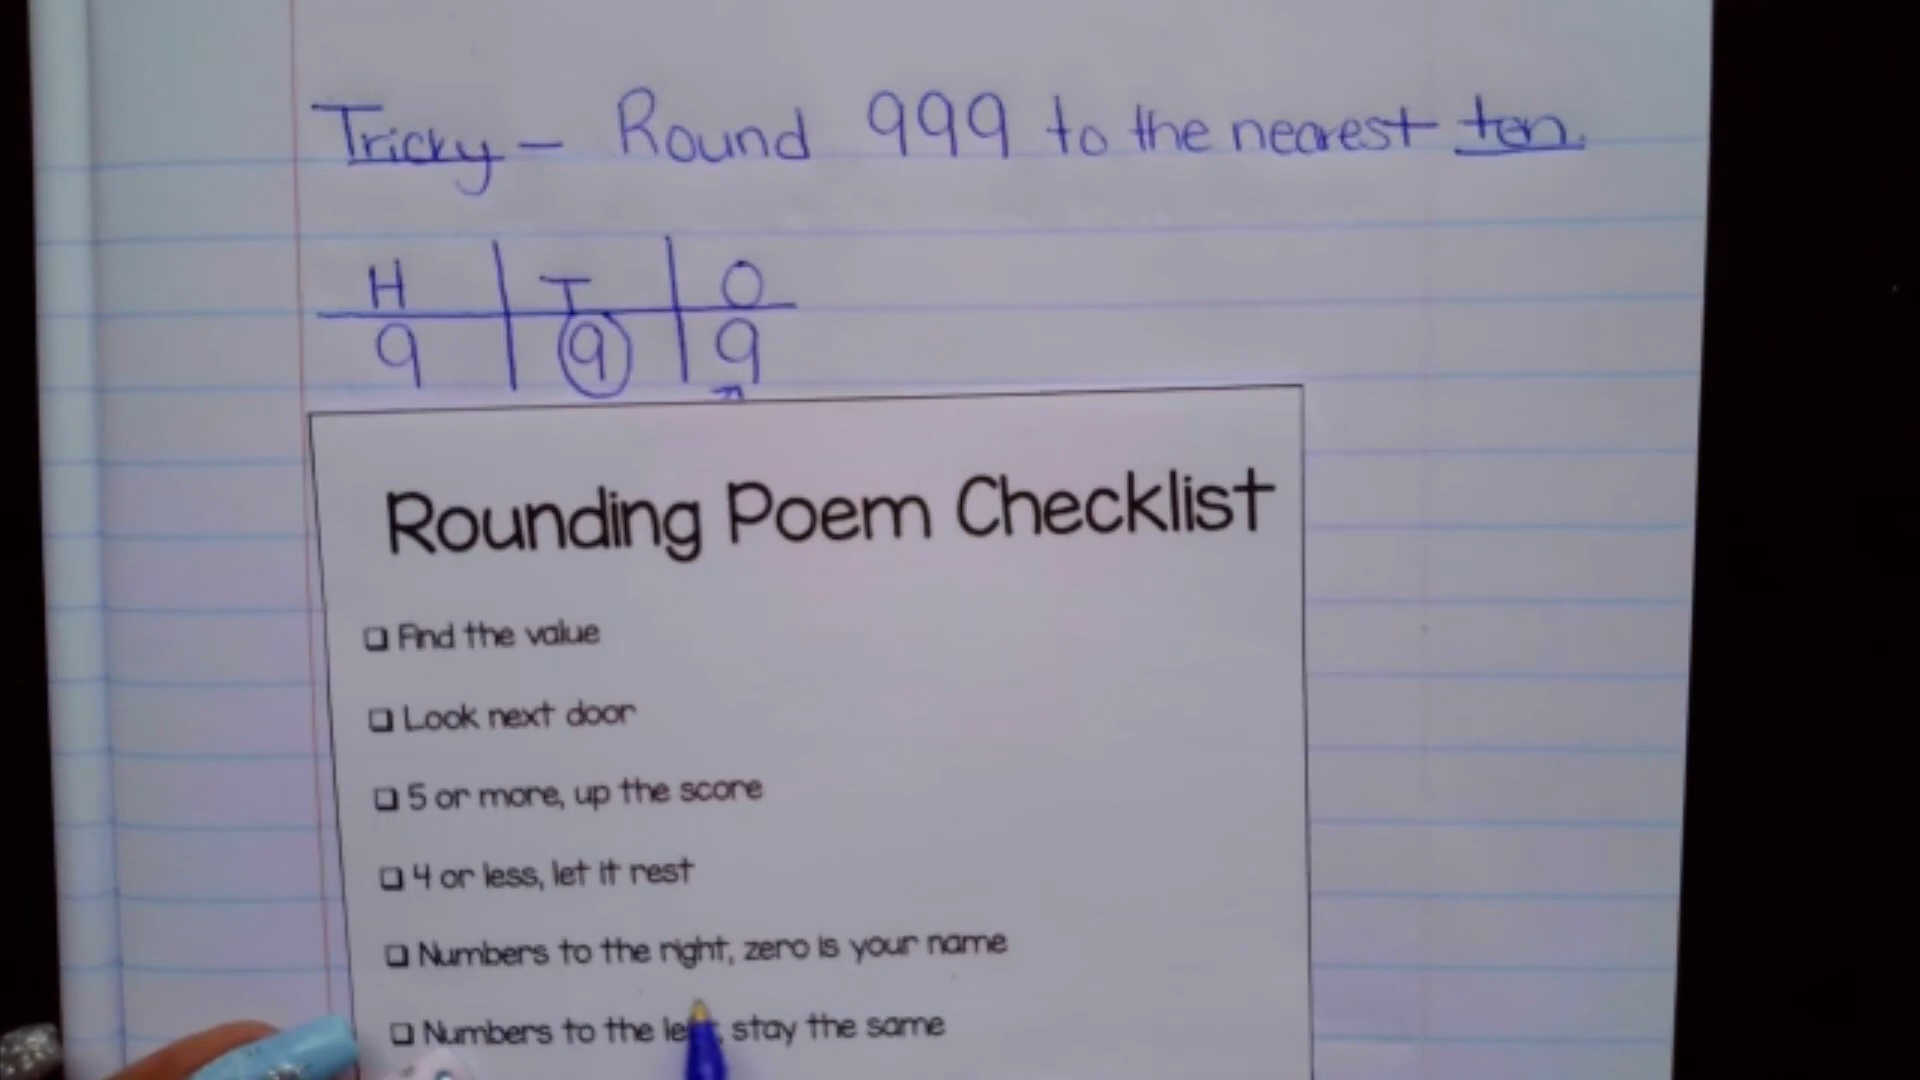 Tricky - Round 999 to the nearest ten.
H T O
9 9 9
Rounding Poem Checklist
Find the value
Look next door
5 or more, up the score
4 or less, let it rest
Numbers to the right, zero is your name
Numbers to the left, stay the same